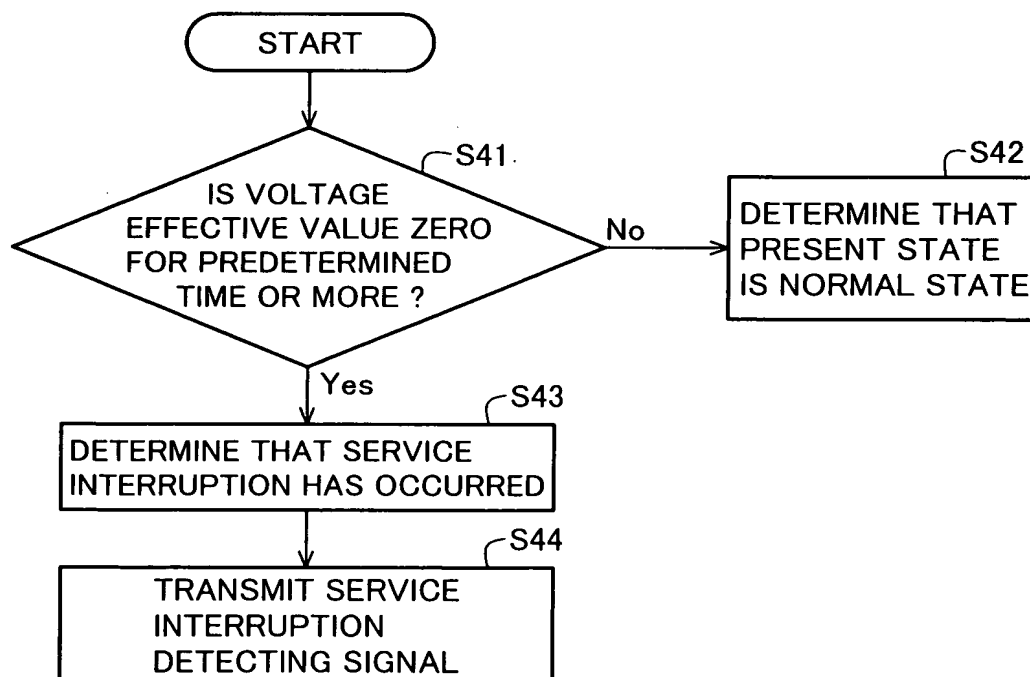 START
S41
IS VOLTAGE
EFFECTIVE VALUE ZERO
FOR PREDETERMINED
TIME OR MORE ?
No
S42
DETERMINE THAT
PRESENT STATE
IS NORMAL STATE
Yes
S43
DETERMINE THAT SERVICE
INTERRUPTION HAS OCCURRED
S44
TRANSMIT SERVICE
INTERRUPTION
DETECTING SIGNAL